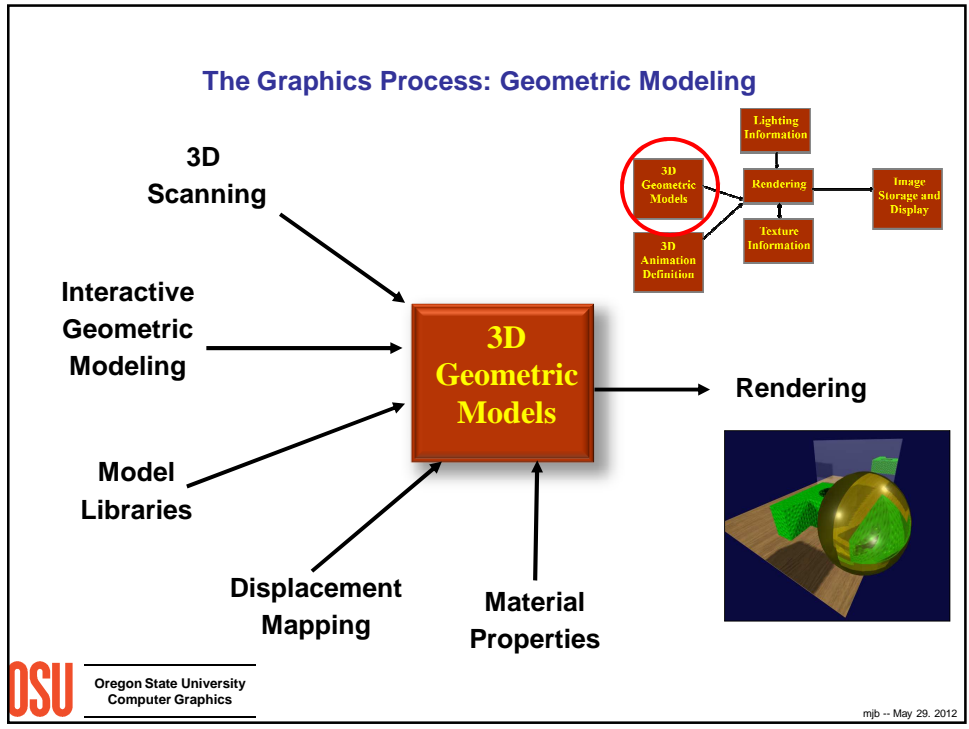 The Graphics Process: Geometric Modeling
3D
Scanning
Interactive
Geometric
Modeling
Model
Libraries
Displacement
Mapping
Material
Properties
3D
Geometric
Models
Rendering
Lighting
Information
3D
Geometric
Models
Rendering
Image
Storage and
Display
3D
Animation
Definition
Texture
Information
OSU
Oregon State University
Computer Graphics
mjb -- May 29. 2012